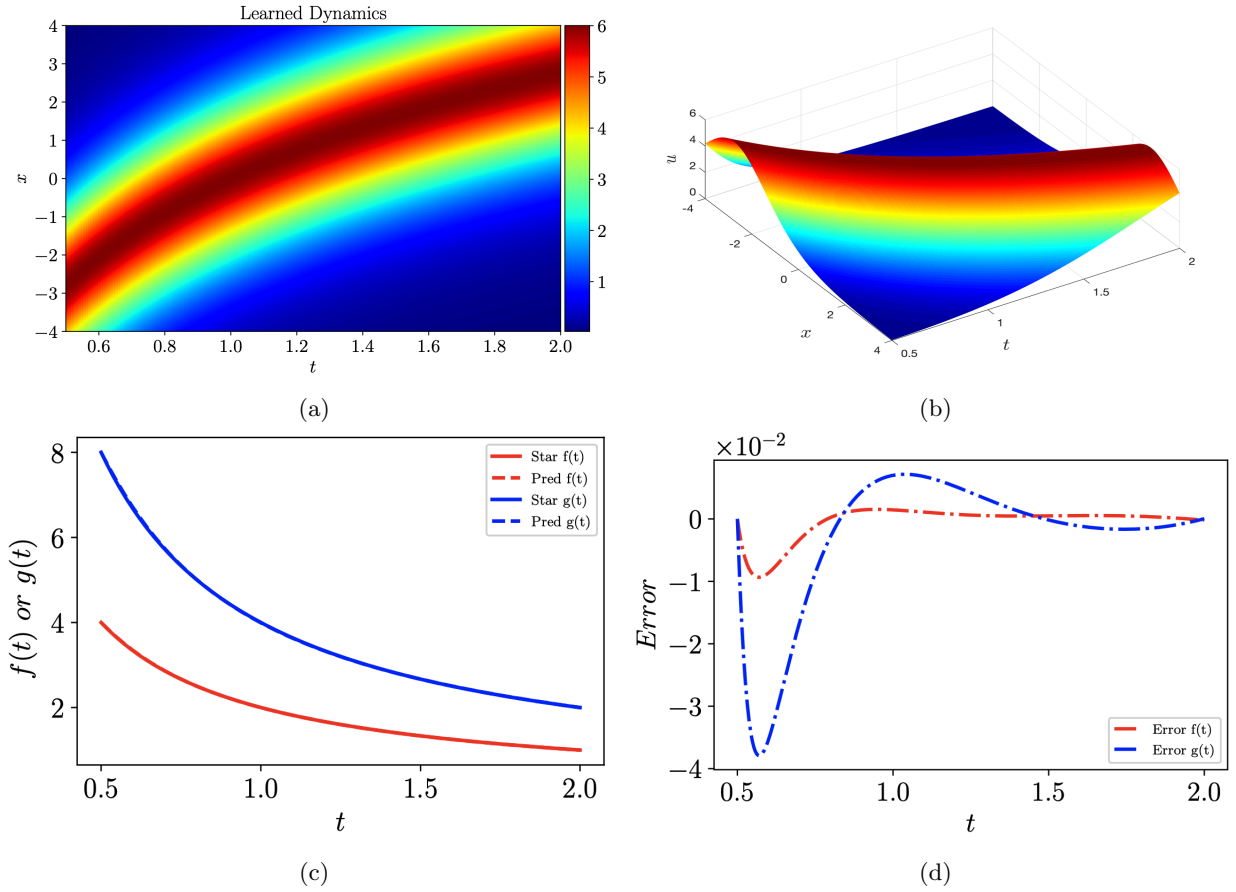 Learned Dynamics
4
3
2
1
0
−1
−2
−3
−4
x
0.6 0.8 1.0 1.2 1.4 1.6 1.8 2.0
t
6
5
4
3
2
1
(a)
6
4
2
0
u
-4
-2
0
2
4
x
0.5
1
1.5
2
t
(b)
8
6
4
2
f(t) or g(t)
0.5 1.0 1.5 2.0
t
Star f(t)
Pred f(t)
Star g(t)
Pred g(t)
(c)
×10⁻²
0
−1
−2
−3
−4
Error
0.5 1.0 1.5 2.0
t
Error f(t)
Error g(t)
(d)